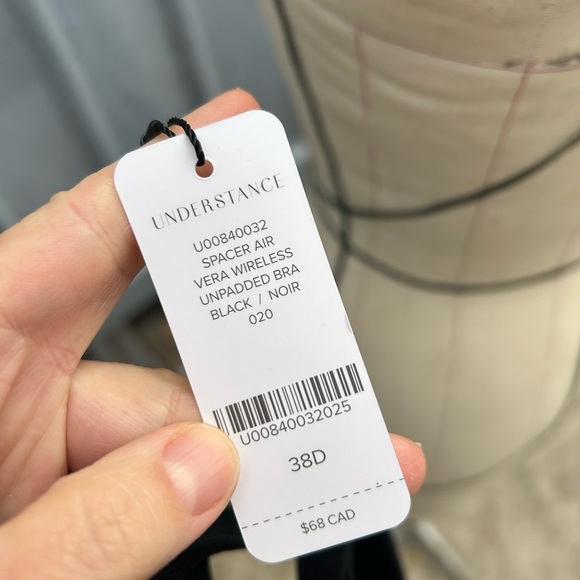 UNDERSTANCE
U00840032
SPACER AIR
VERA WIRELESS
UNPADDED BRA
BLACK / NOIR
020
U00840032025
38D
$68 CAD